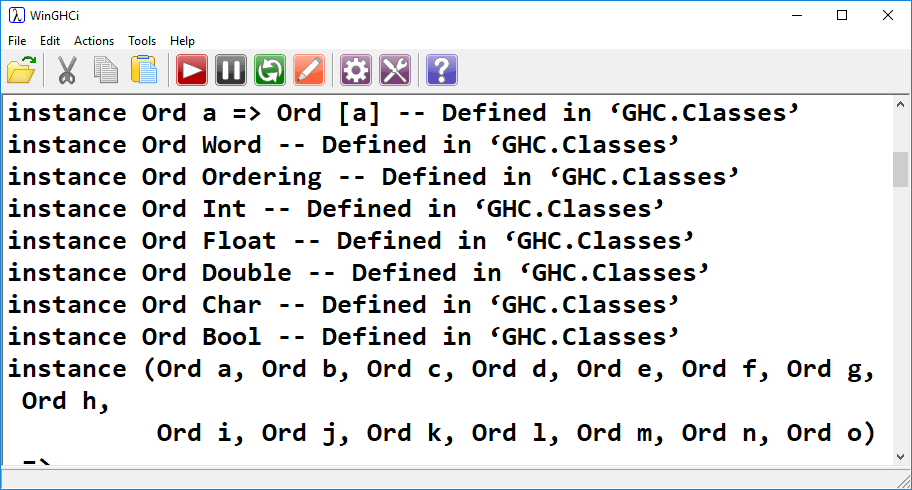 WinGHCi
File Edit Actions Tools Help
instance Ord a => Ord [a] -- Defined in ‘GHC.Classes’
instance Ord Word -- Defined in ‘GHC.Classes’
instance Ord Ordering -- Defined in ‘GHC.Classes’
instance Ord Int -- Defined in ‘GHC.Classes’
instance Ord Float -- Defined in ‘GHC.Classes’
instance Ord Double -- Defined in ‘GHC.Classes’
instance Ord Char -- Defined in ‘GHC.Classes’
instance Ord Bool -- Defined in ‘GHC.Classes’
instance (Ord a, Ord b, Ord c, Ord d, Ord e, Ord f, Ord g,
Ord h,
Ord i, Ord j, Ord k, Ord l, Ord m, Ord n, Ord o)
=>